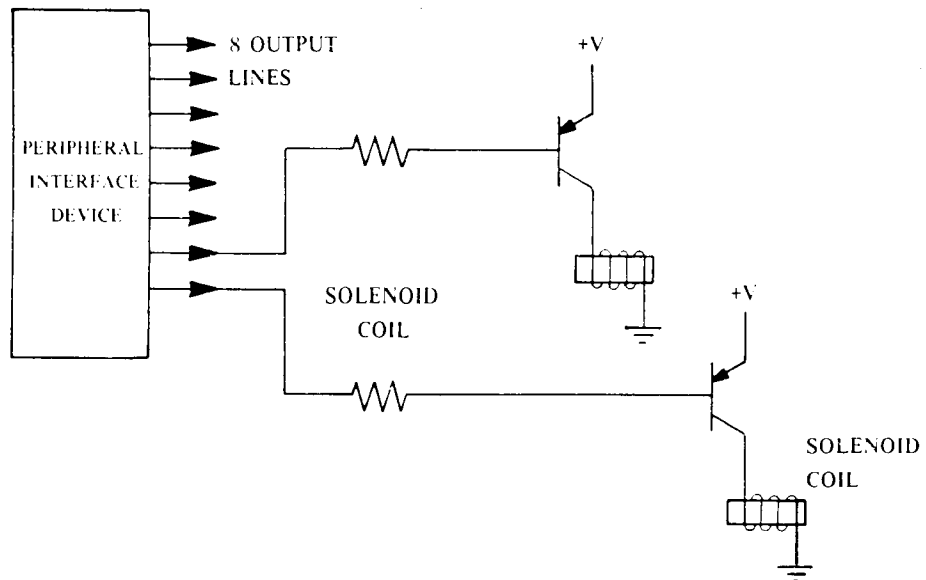 8 OUTPUT
LINES
+V
PERIPHERAL
INTERFACE
DEVICE
SOLENOID
COIL
+V
SOLENOID
COIL